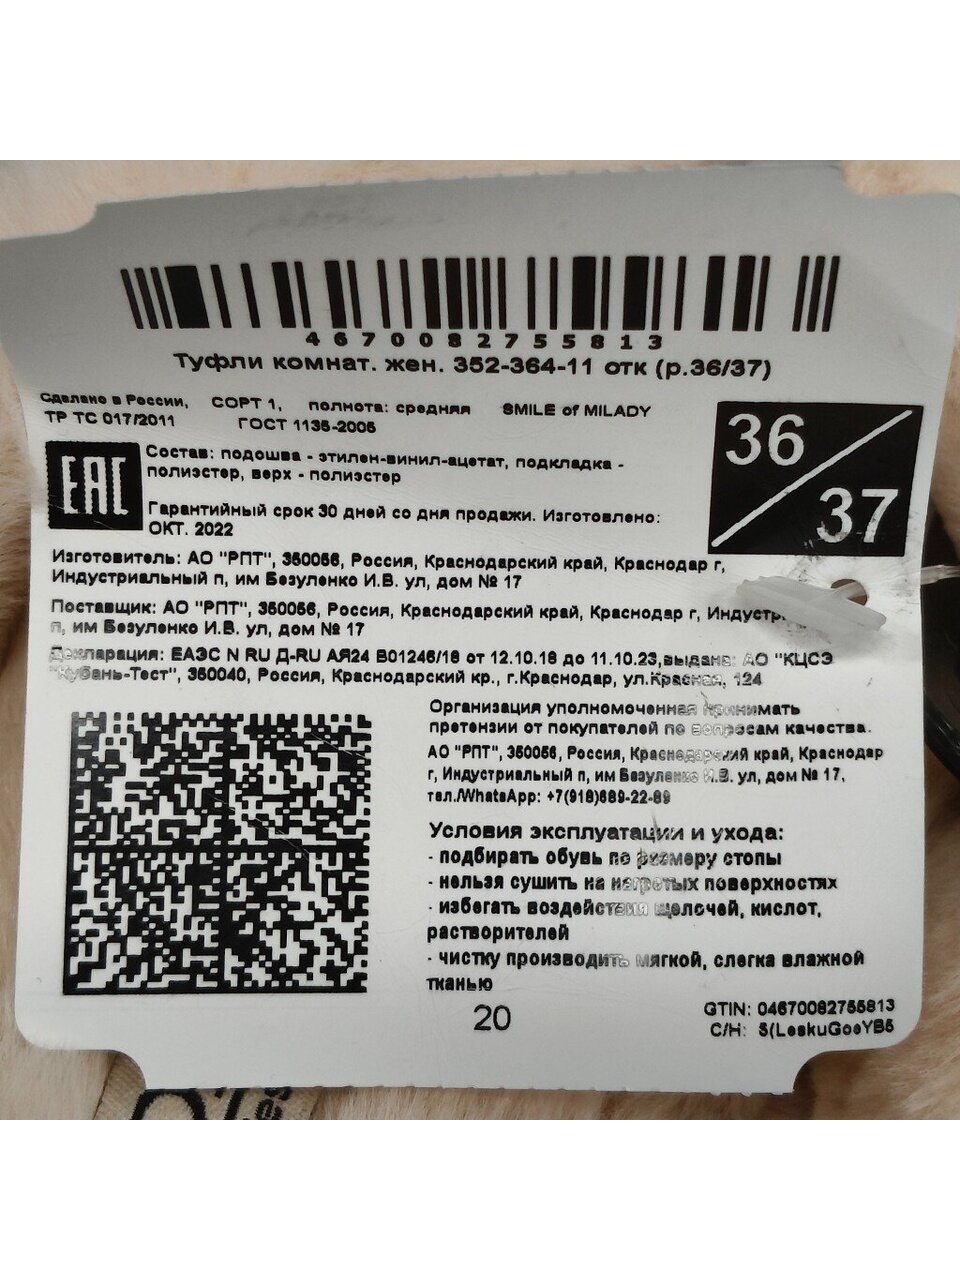 4670082755813
Туфли комнат. жен. 352-364-11 отк (р.36/37)
Сделано в России, СОРТ 1, полнота: средняя SMILE of MILADY
ТР ТС 017/2011 ГОСТ 1135-2005
36
37
ЕАС
Состав: подошва - этилен-винил-ацетат, подкладка -
полиэстер, верх - полиэстер
Гарантийный срок 30 дней со дня продажи. Изготовлено:
ОКТ. 2022
Изготовитель: АО "РПТ", 350056, Россия, Краснодарский край, Краснодар г,
Индустриальный п, им Безуленко И.В. ул, дом № 17
Поставщик: АО "РПТ", 350056, Россия, Краснодарский край, Краснодар г,
п, им Безуленко И.В. ул, дом № 17
Декларация: ЕАЭС N RU Д-RU АЯ24 В01246/18 от 12.10.18 до 11.10.23,выдана: АО "КЦСЭ
"Кубань-Тест", 350040, Россия, Краснодарский кр., г.Краснодар, ул.Красная, 124
Организация уполномоченная принимать
претензии от покупателей по вопросам качества.
АО "РПТ", 350056, Россия, Краснодарский край, Краснодар
г, Индустриальный п, им Безуленко И.В. ул, дом № 17,
тел./WhatsApp: +7(918)689-22-89
Условия эксплуатации и ухода:
- подбирать обувь по размеру стопы
- нельзя сушить на нагретых поверхностях
- избегать воздействия щелочей, кислот,
растворителей
- чистку производить мягкой, слегка влажной
тканью
20
GTIN: 04670082755813
С/Н: 5(LeskuGoeYB5